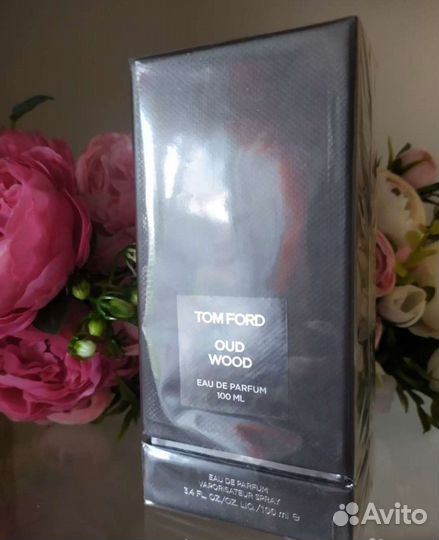 TOM FORD
OUD
WOOD
EAU DE PARFUM
100 ML
EAU DE PARFUM
VAPORISATEUR SPRAY
3.4 FL. OZ./OZ. LIQ./100 ml e
Avito